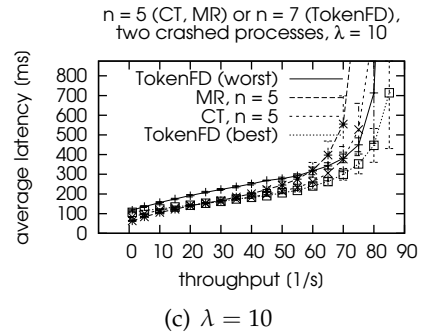 n = 5 (CT, MR) or n = 7 (TokenFD),
two crashed processes, λ = 10
average latency [ms]
800
700
600
500
400
300
200
100
0
TokenFD (worst)
MR, n = 5
CT, n = 5
TokenFD (best)
0 10 20 30 40 50 60 70 80 90
throughput [1/s]
(c) λ = 10